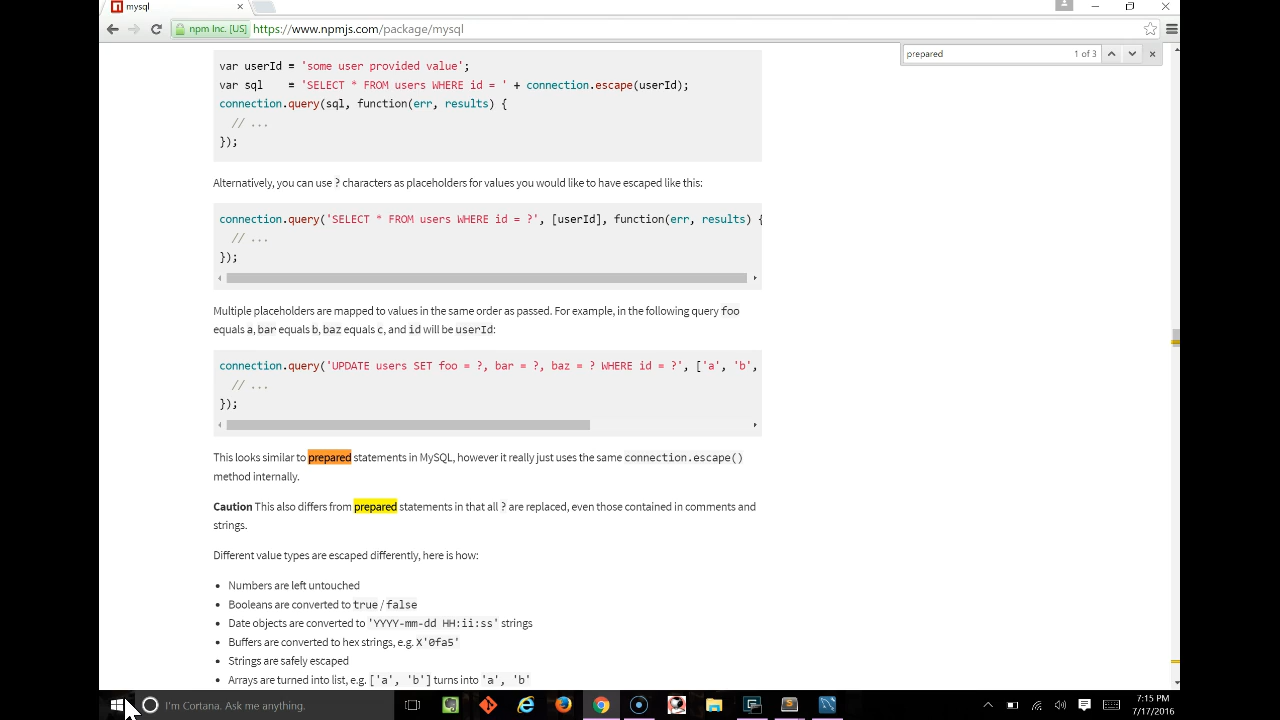 mysql
npm Inc. [US]
https://www.npmjs.com/package/mysql
prepared
1 of 3
var userId = 'some user provided value';
var sql    = 'SELECT * FROM users WHERE id = ' + connection.escape(userId);
connection.query(sql, function(err, results) {
// ...
});
Alternatively, you can use ? characters as placeholders for values you would like to have escaped like this:
connection.query('SELECT * FROM users WHERE id = ?', [userId], function(err, results) {
// ...
});
Multiple placeholders are mapped to values in the same order as passed. For example, in the following query foo
equals a, bar equals b, baz equals c, and id will be userId:
connection.query('UPDATE users SET foo = ?, bar = ?, baz = ? WHERE id = ?', ['a', 'b',
// ...
});
This looks similar to prepared statements in MySQL, however it really just uses the same connection.escape()
method internally.
Caution This also differs from prepared statements in that all ? are replaced, even those contained in comments and
strings.
Different value types are escaped differently, here is how:
• Numbers are left untouched
• Booleans are converted to true / false
• Date objects are converted to 'YYYY-mm-dd HH:ii:ss' strings
• Buffers are converted to hex strings, e.g. X'0fa5'
• Strings are safely escaped
• Arrays are turned into list, e.g. ['a', 'b'] turns into 'a', 'b'
I'm Cortana. Ask me anything.
7:15 PM
7/17/2016